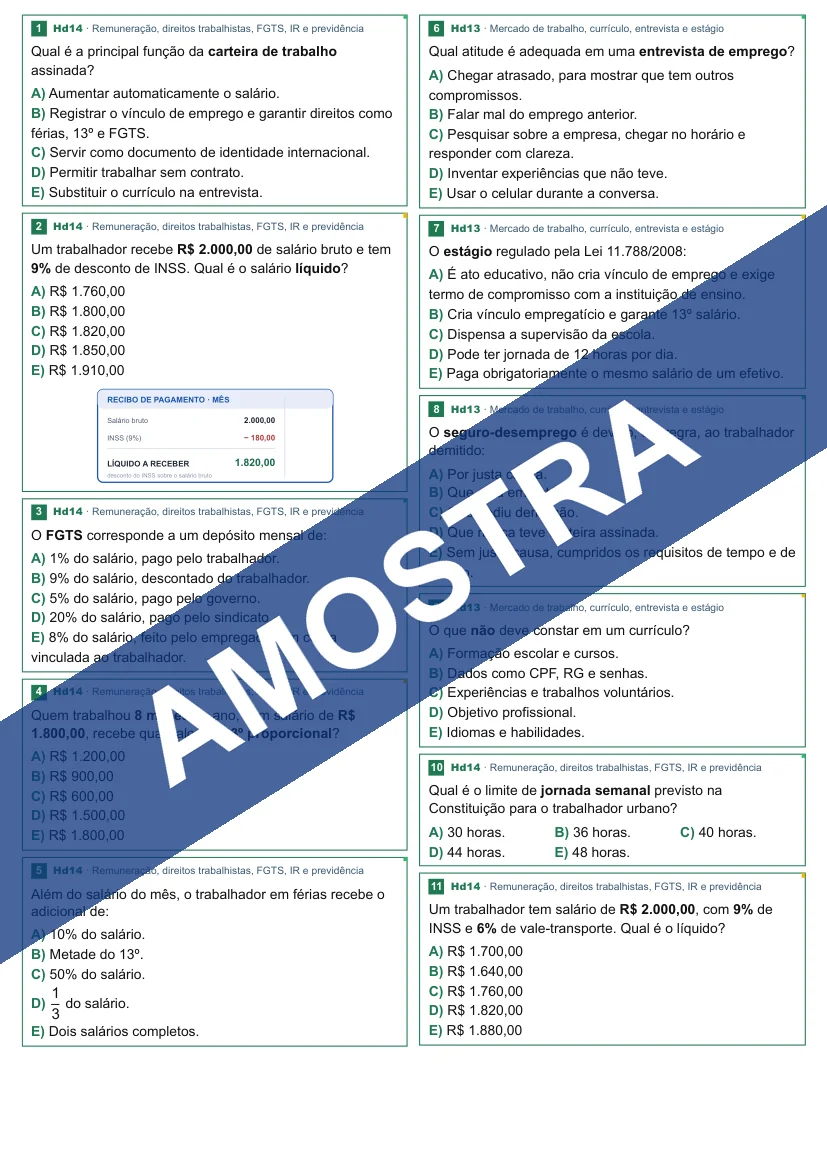 1 Hd14 · Remuneração, direitos trabalhistas, FGTS, IR e previdência
Qual é a principal função da carteira de trabalho
assinada?
A) Aumentar automaticamente o salário.
B) Registrar o vínculo de emprego e garantir direitos como
férias, 13º e FGTS.
C) Servir como documento de identidade internacional.
D) Permitir trabalhar sem contrato.
E) Substituir o currículo na entrevista.
2 Hd14 · Remuneração, direitos trabalhistas, FGTS, IR e previdência
Um trabalhador recebe R$ 2.000,00 de salário bruto e tem
9% de desconto de INSS. Qual é o salário líquido?
A) R$ 1.760,00
B) R$ 1.800,00
C) R$ 1.820,00
D) R$ 1.850,00
E) R$ 1.910,00
RECIBO DE PAGAMENTO · MÊS
Salário bruto 2.000,00
INSS (9%) − 180,00
LÍQUIDO A RECEBER 1.820,00
desconto do INSS sobre o salário bruto
3 Hd14 · Remuneração, direitos trabalhistas, FGTS, IR e previdência
O FGTS corresponde a um depósito mensal de:
A) 1% do salário, pago pelo trabalhador.
B) 9% do salário, descontado do trabalhador.
C) 5% do salário, pago pelo governo.
D) 20% do salário, pago pelo sindicato.
E) 8% do salário, feito pelo
vinculada ao trabalhador.
4 Hd14 · Remuneração, direitos trabalhistas, FGTS, IR e previdência
Quem trabalhou 8 ano, salário de R$
1.800,00, recebe proporcional?
A) R$ 1.200,00
B) R$ 900,00
C) R$ 600,00
D) R$ 1.500,00
E) R$ 1.800,00
5 Hd14 · Remuneração, direitos trabalhistas, FGTS, IR e previdência
Além do salário do mês, o trabalhador em férias recebe o
adicional de:
A) 10% do salário.
B) Metade do 13º.
C) 50% do salário.
D) 1/3 do salário.
E) Dois salários completos.
6 Hd13 · Mercado de trabalho, currículo, entrevista e estágio
Qual atitude é adequada em uma entrevista de emprego?
A) Chegar atrasado, para mostrar que tem outros
compromissos.
B) Falar mal do emprego anterior.
C) Pesquisar sobre a empresa, chegar no horário e
responder com clareza.
D) Inventar experiências que não teve.
E) Usar o celular durante a conversa.
7 Hd13 · Mercado de trabalho, currículo, entrevista e estágio
O estágio regulado pela Lei 11.788/2008:
A) É ato educativo, não cria vínculo de emprego e exige
termo de compromisso com a instituição de ensino.
B) Cria vínculo empregatício e garante 13º salário.
C) Dispensa a supervisão da escola.
D) Pode ter jornada de 12 horas por dia.
E) Paga obrigatoriamente o mesmo salário de um efetivo.
8 Hd13 · Mercado de trabalho, currículo, entrevista e estágio
O seguro-desemprego é ao trabalhador
demitido:
A) Por justa
B) Que
C)
D) Que teve carteira assinada.
E) Sem justa causa, cumpridos os requisitos de tempo e de
Hd13 · Mercado de trabalho, currículo, entrevista e estágio
O que não deve constar em um currículo?
A) Formação escolar e cursos.
B) Dados como CPF, RG e senhas.
C) Experiências e trabalhos voluntários.
D) Objetivo profissional.
E) Idiomas e habilidades.
10 Hd14 · Remuneração, direitos trabalhistas, FGTS, IR e previdência
Qual é o limite de jornada semanal previsto na
Constituição para o trabalhador urbano?
A) 30 horas. B) 36 horas. C) 40 horas.
D) 44 horas. E) 48 horas.
11 Hd14 · Remuneração, direitos trabalhistas, FGTS, IR e previdência
Um trabalhador tem salário de R$ 2.000,00, com 9% de
INSS e 6% de vale-transporte. Qual é o líquido?
A) R$ 1.700,00
B) R$ 1.640,00
C) R$ 1.760,00
D) R$ 1.820,00
E) R$ 1.880,00
AMOSTRA